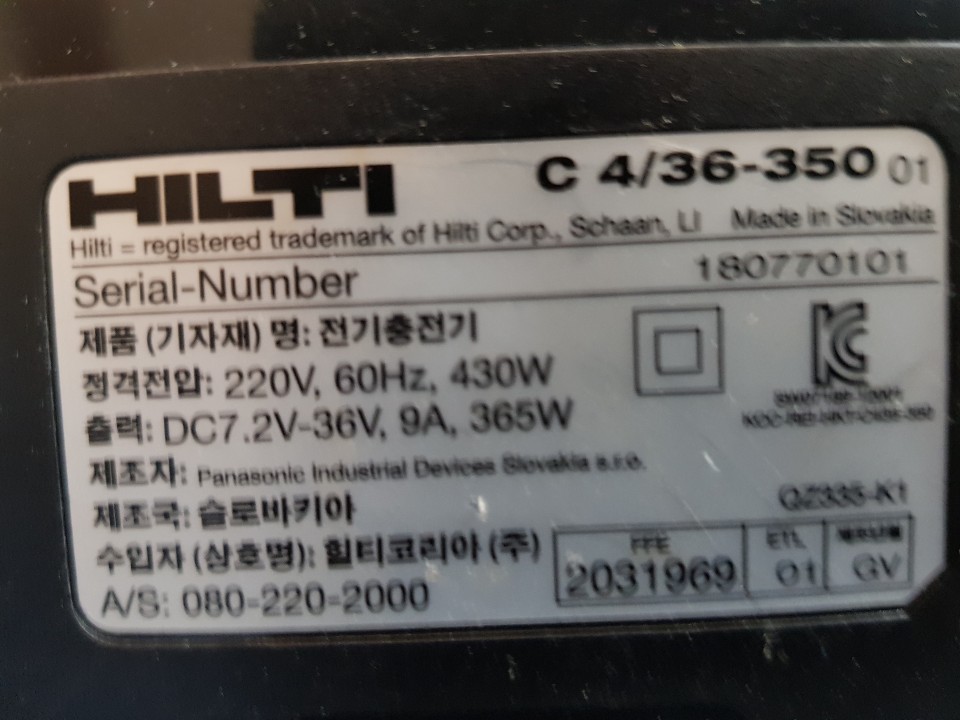 HILTI C 4/36-350 01
Hilti = registered trademark of Hilti Corp., Schaan, LI Made in Slovakia
Serial-Number 180770101
제품 (기자재) 명: 전기충전기
정격전압: 220V, 60Hz, 430W
출력: DC7.2V-36V, 9A, 365W
제조자: Panasonic Industrial Devices Slovakia s.r.o.
제조국: 슬로바키아 QZ335-K1
수입자 (상호명): 힐티코리아 (주)
A/S: 080-220-2000
FFE ETL
2031969 01 GV